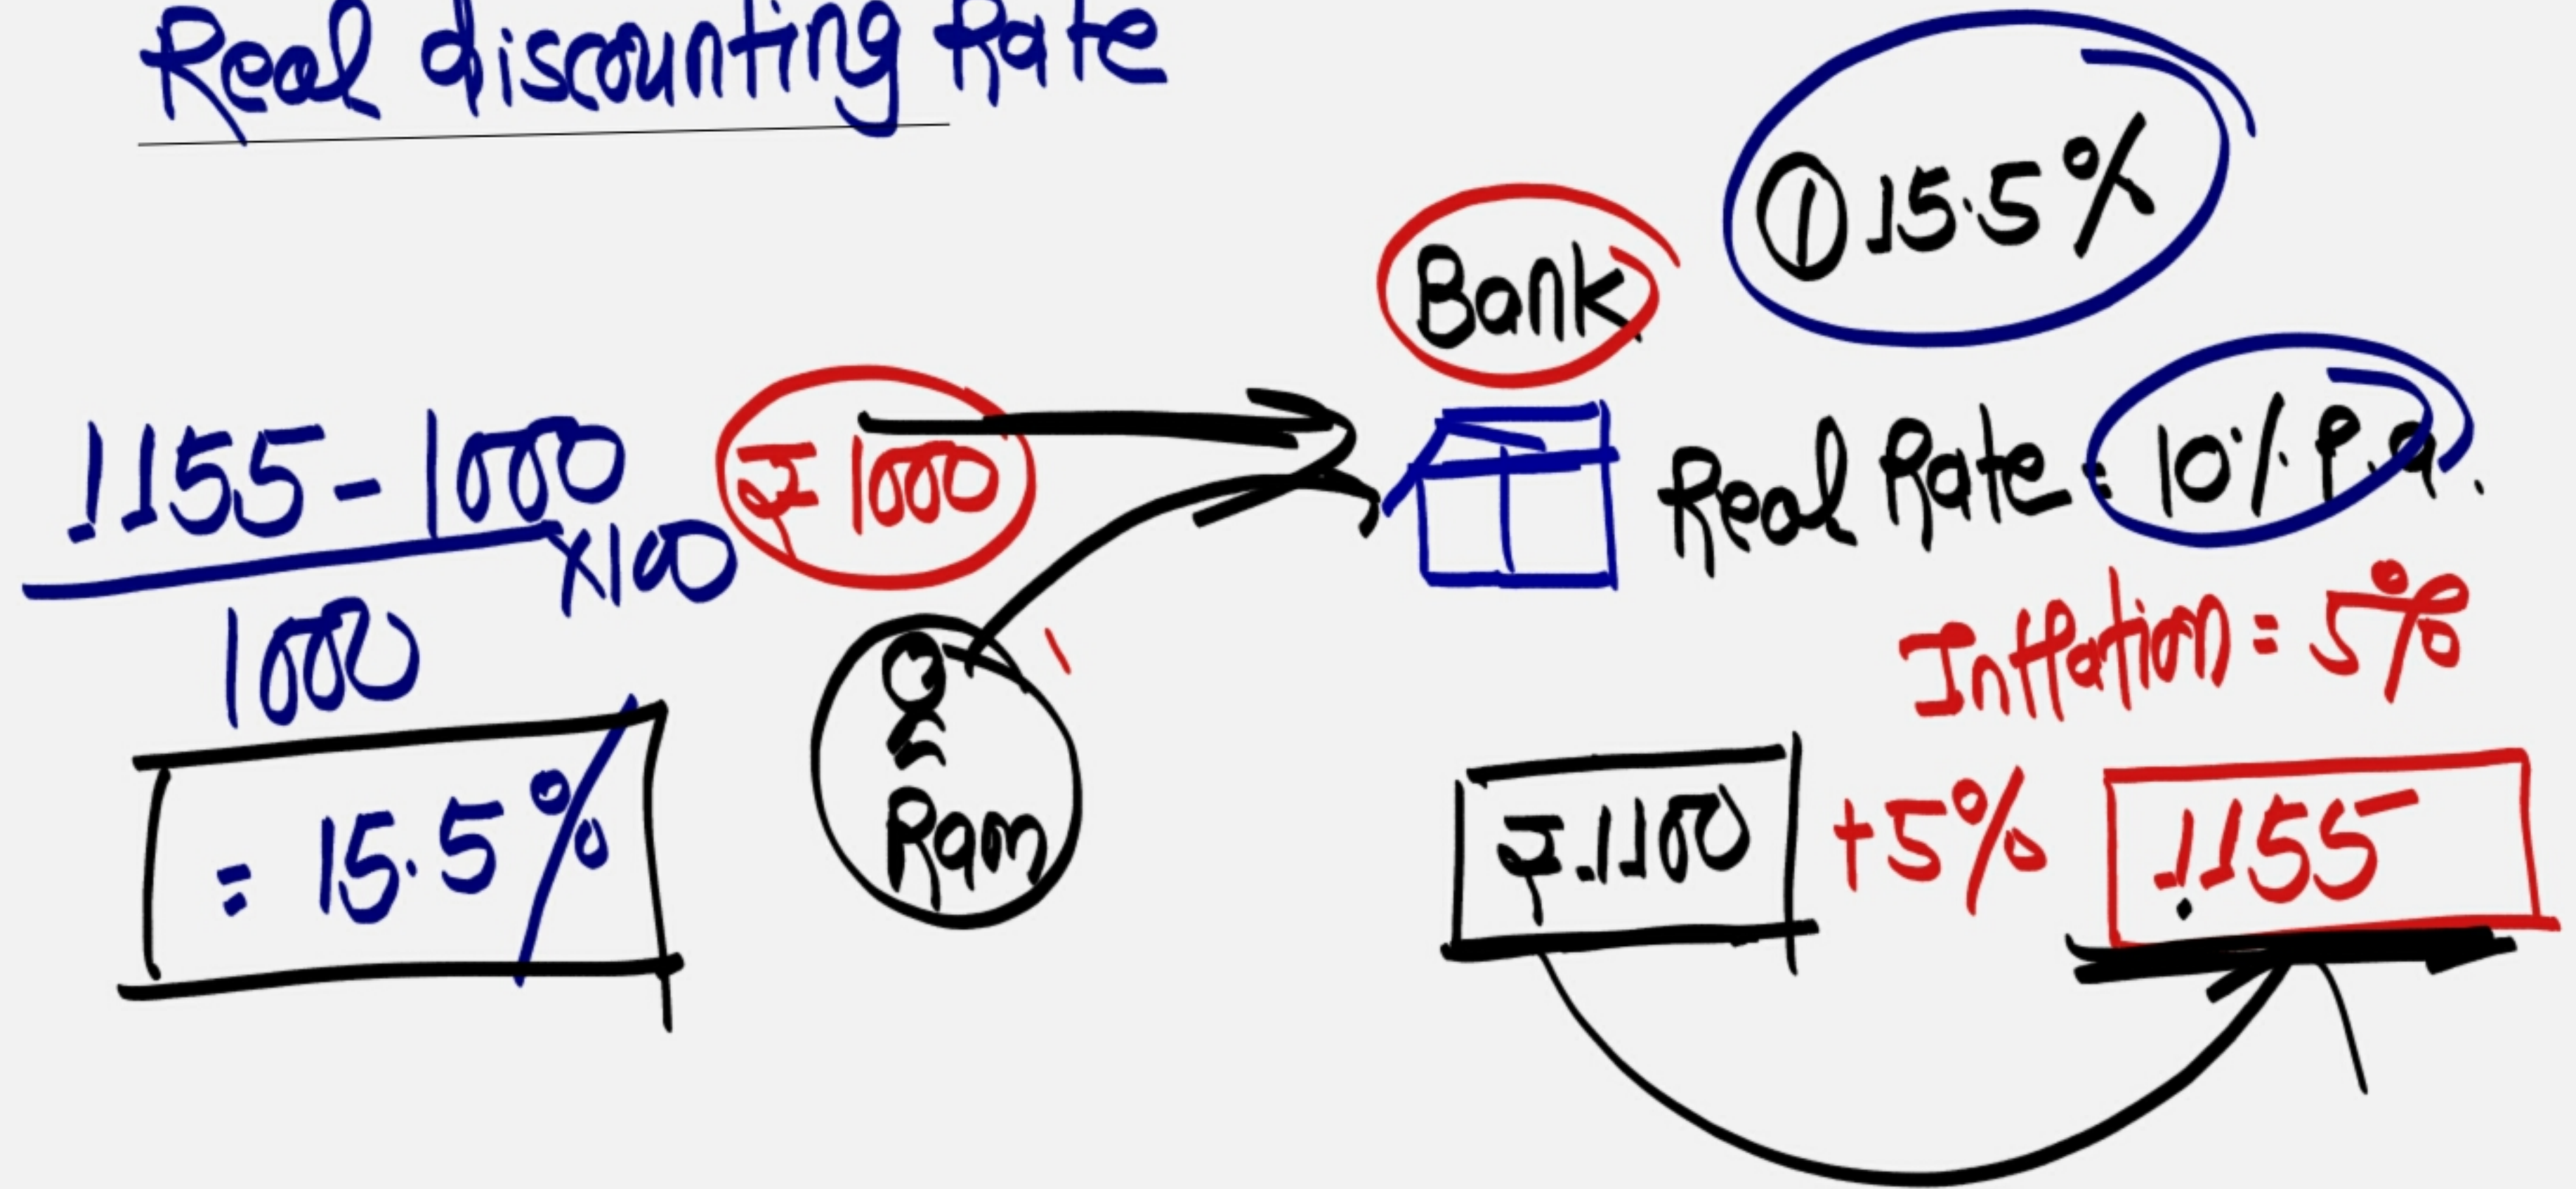 Real discounting Rate
① 15.5%
Bank
1155 - 1000
x100
1000
₹ 1000
Real Rate = 10% P.a.
Inflation = 5%
= 15.5%
Ram
₹.1100 +5% 1155